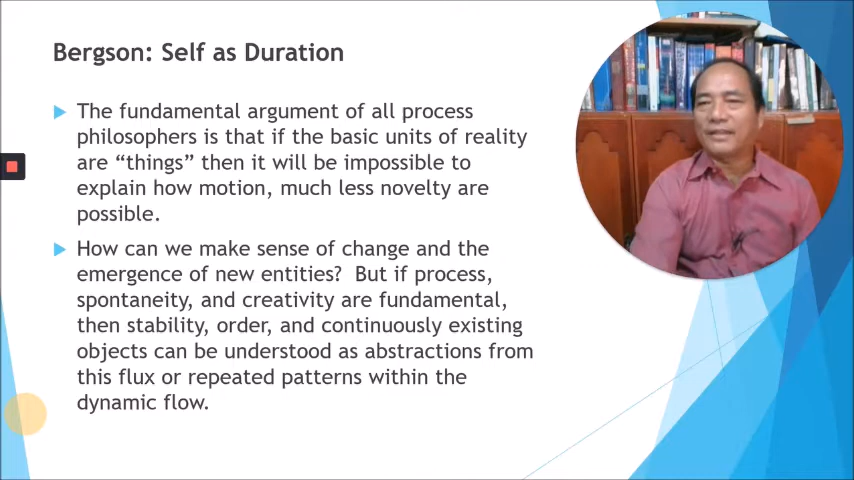 Bergson: Self as Duration
The fundamental argument of all process
philosophers is that if the basic units of reality
are “things” then it will be impossible to
explain how motion, much less novelty are
possible.
How can we make sense of change and the
emergence of new entities?  But if process,
spontaneity, and creativity are fundamental,
then stability, order, and continuously existing
objects can be understood as abstractions from
this flux or repeated patterns within the
dynamic flow.